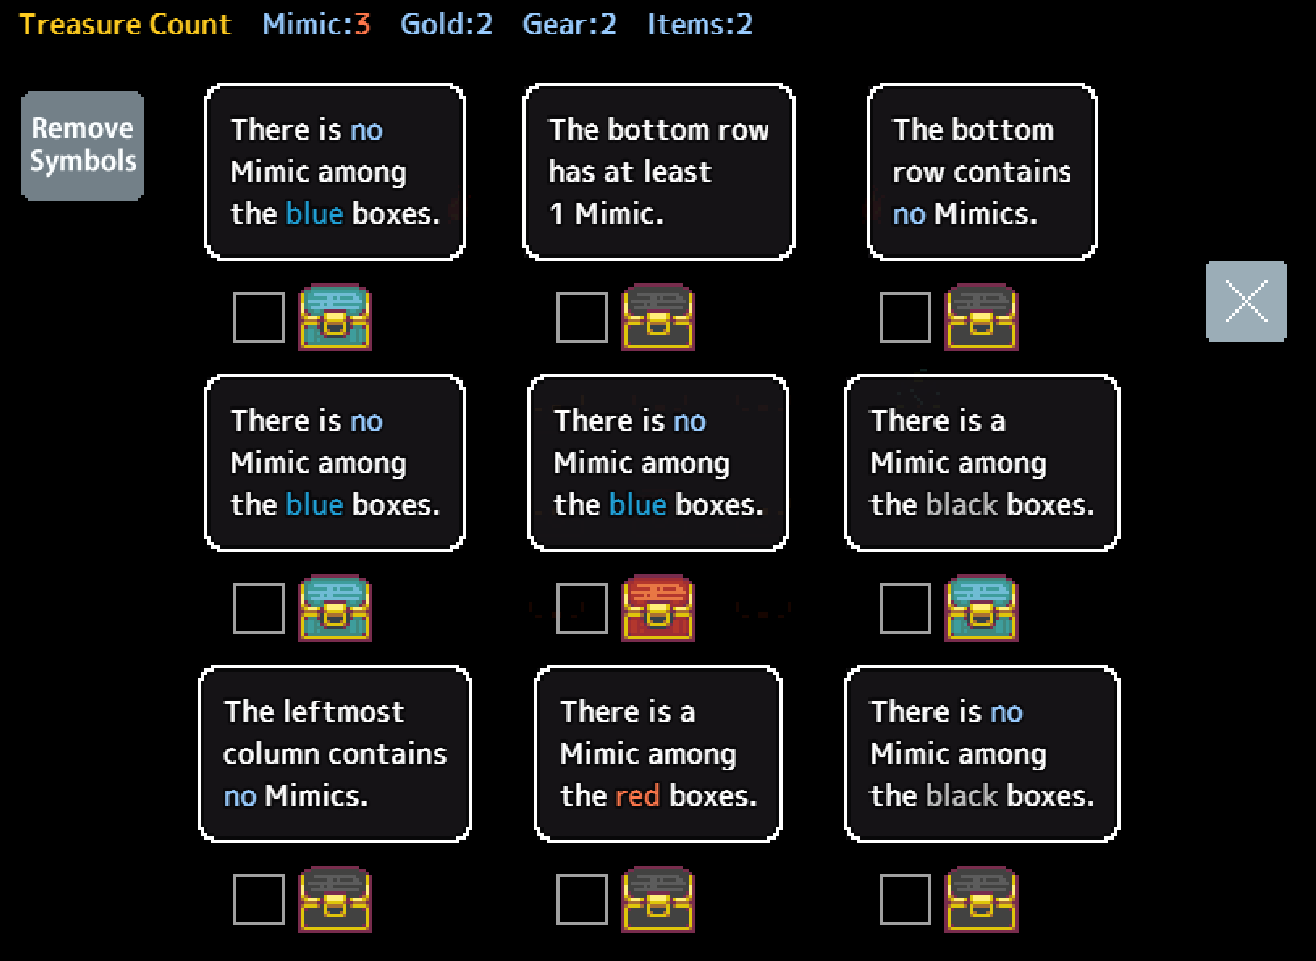 Treasure Count Mimic:3 Gold:2 Gear:2 Items:2
Remove
Symbols
There is no
Mimic among
the blue boxes.
The bottom row
has at least
1 Mimic.
The bottom
row contains
no Mimics.
There is no
Mimic among
the blue boxes.
There is no
Mimic among
the blue boxes.
There is a
Mimic among
the black boxes.
The leftmost
column contains
no Mimics.
There is a
Mimic among
the red boxes.
There is no
Mimic among
the black boxes.